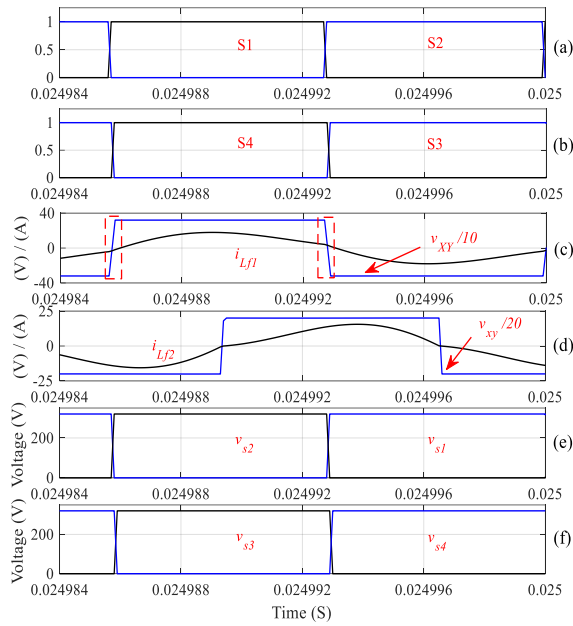 1
S1
S2
0.5
(a)
0
0.024984
0.024988
0.024992
0.024996
0.025
1
S4
S3
0.5
(b)
0
0.024984
0.024988
0.024992
0.024996
0.025
(V) / (A)
40
v_XY /10
0
(c)
i_Lf1
-40
0.024984
0.024988
0.024992
0.024996
0.025
(V) / (A)
25
v_xy /20
0
(d)
i_Lf2
-25
0.024984
0.024988
0.024992
0.024996
0.025
Voltage (V)
200
v_s2
v_s1
(e)
0
0.024984
0.024988
0.024992
0.024996
0.025
Voltage (V)
200
v_s3
v_s4
(f)
0
0.024984
0.024988
0.024992
0.024996
0.025
Time (S)